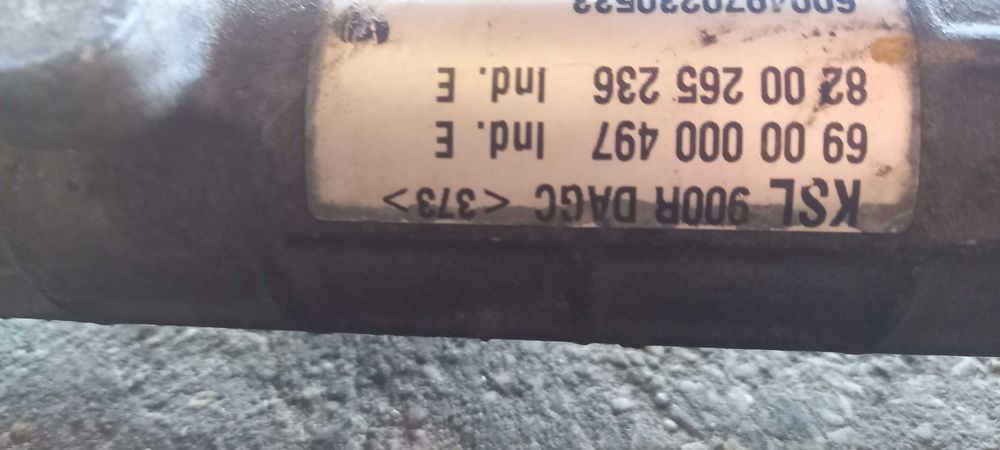 KSL 900R DAGC <373>
69 00 000 497 Ind. E
82 00 265 236 Ind. E